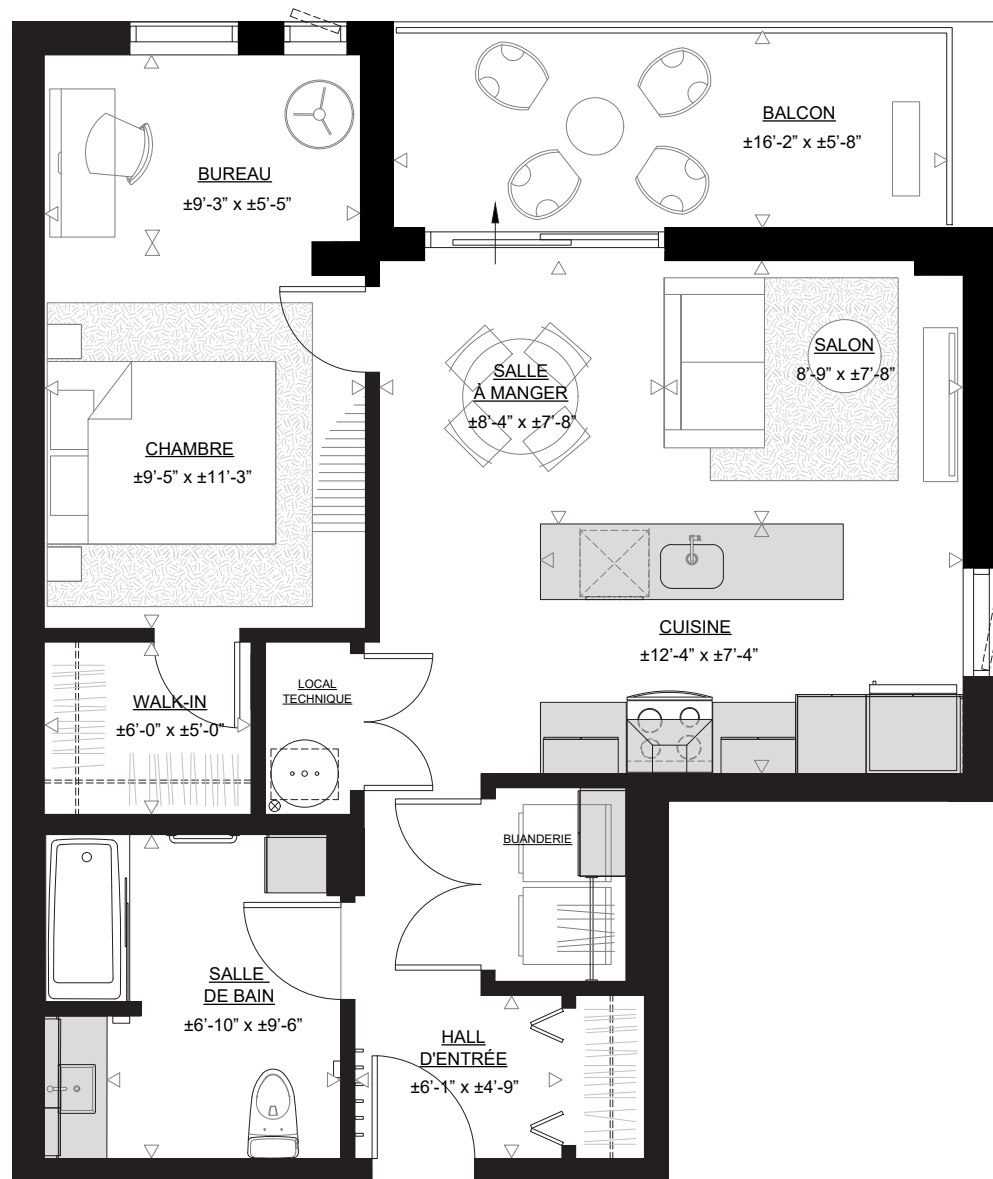 BALCON
±16'-2" x ±5'-8"
BUREAU
±9'-3" x ±5'-5"
SALLE
À MANGER
±8'-4" x ±7'-8"
SALON
8'-9" x ±7'-8"
CHAMBRE
±9'-5" x ±11'-3"
CUISINE
±12'-4" x ±7'-4"
LOCAL
TECHNIQUE
WALK-IN
±6'-0" x ±5'-0"
BUANDERIE
SALLE
DE BAIN
±6'-10" x ±9'-6"
HALL
D'ENTRÉE
±6'-1" x ±4'-9"